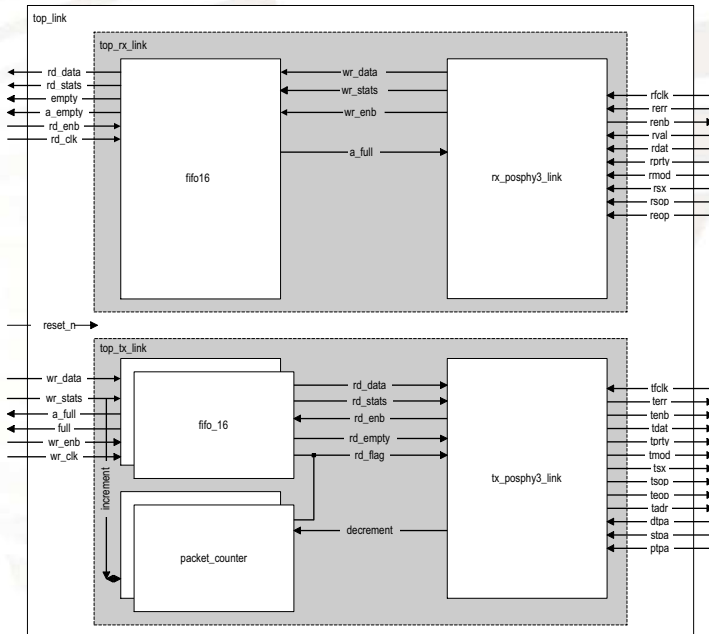 top_link
top_rx_link
rd_data
rd_stats
empty
a_empty
rd_enb
rd_clk
fifo16
wr_data
wr_stats
wr_enb
a_full
rx_posphy3_link
rfclk
rerr
renb
rval
rdat
rprty
rmod
rsx
rsop
reop
reset_n
top_tx_link
wr_data
wr_stats
a_full
full
wr_enb
wr_clk
increment
fifo_16
packet_counter
rd_data
rd_stats
rd_enb
rd_empty
rd_flag
decrement
tx_posphy3_link
tfclk
terr
tenb
tdat
tprty
tmod
tsx
tsop
teop
tadr
dtpa
stpa
ptpa